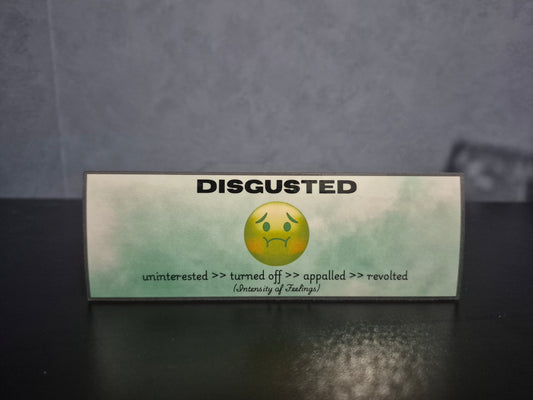 DISGUSTED
uninterested >> turned off >> appalled >> revolted
(Intensity of Feelings)